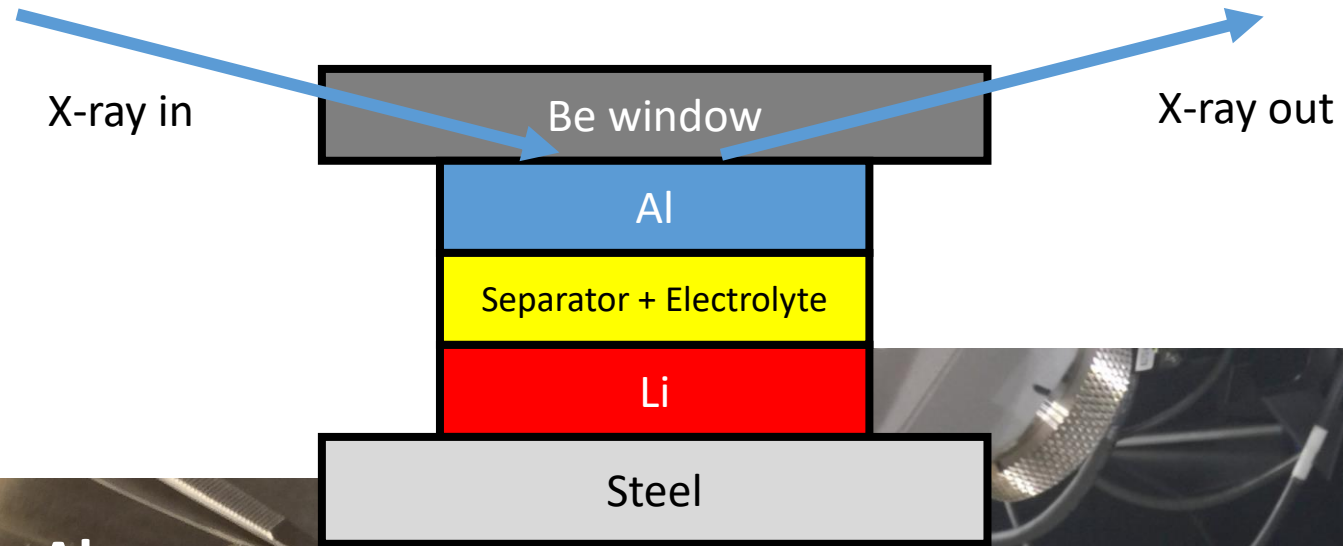 X-ray in
Be window
X-ray out
Al
Separator + Electrolyte
Li
Steel